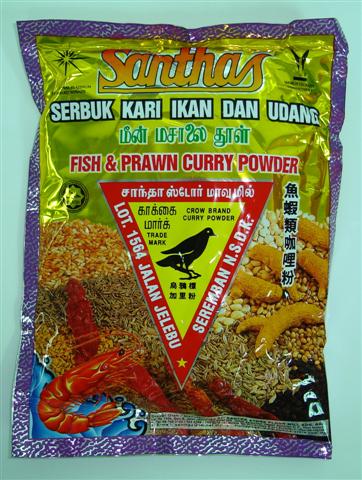 Santhas
SERBUK KARI IKAN DAN UDANG
மீன் மசாலை தூள்
FISH & PRAWN CURRY POWDER
சாந்தா ஸ்டோர் மாவுமில்
காக்கை
மார்க்
TRADE
MARK
CROW BRAND
CURRY POWDER
烏鴉標
加里粉
LOT. 1564 JALAN JELEBU
SEREMBAN N.S.D.K.
魚蝦類咖哩粉